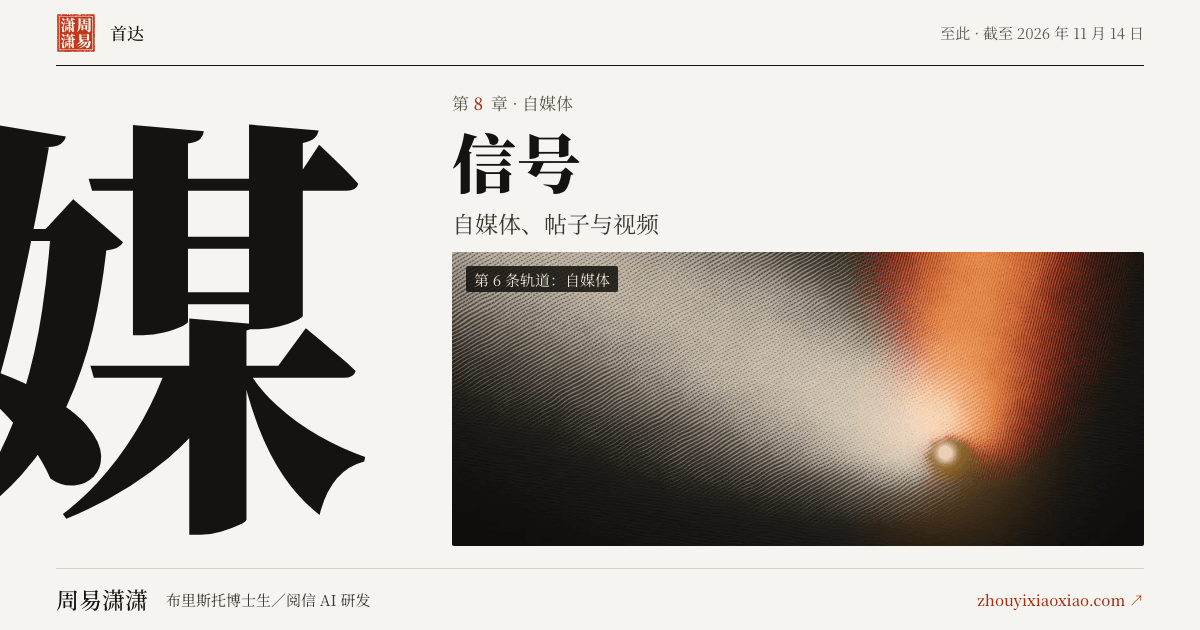 周易潇潇
首达
至此 · 截至 2026 年 11 月 14 日
媒
第 8 章 · 自媒体
信号
自媒体、帖子与视频
第 6 条轨道：自媒体
周易潇潇
布里斯托博士生／阅信 AI 研发
zhouyixiaoxiao.com ↗